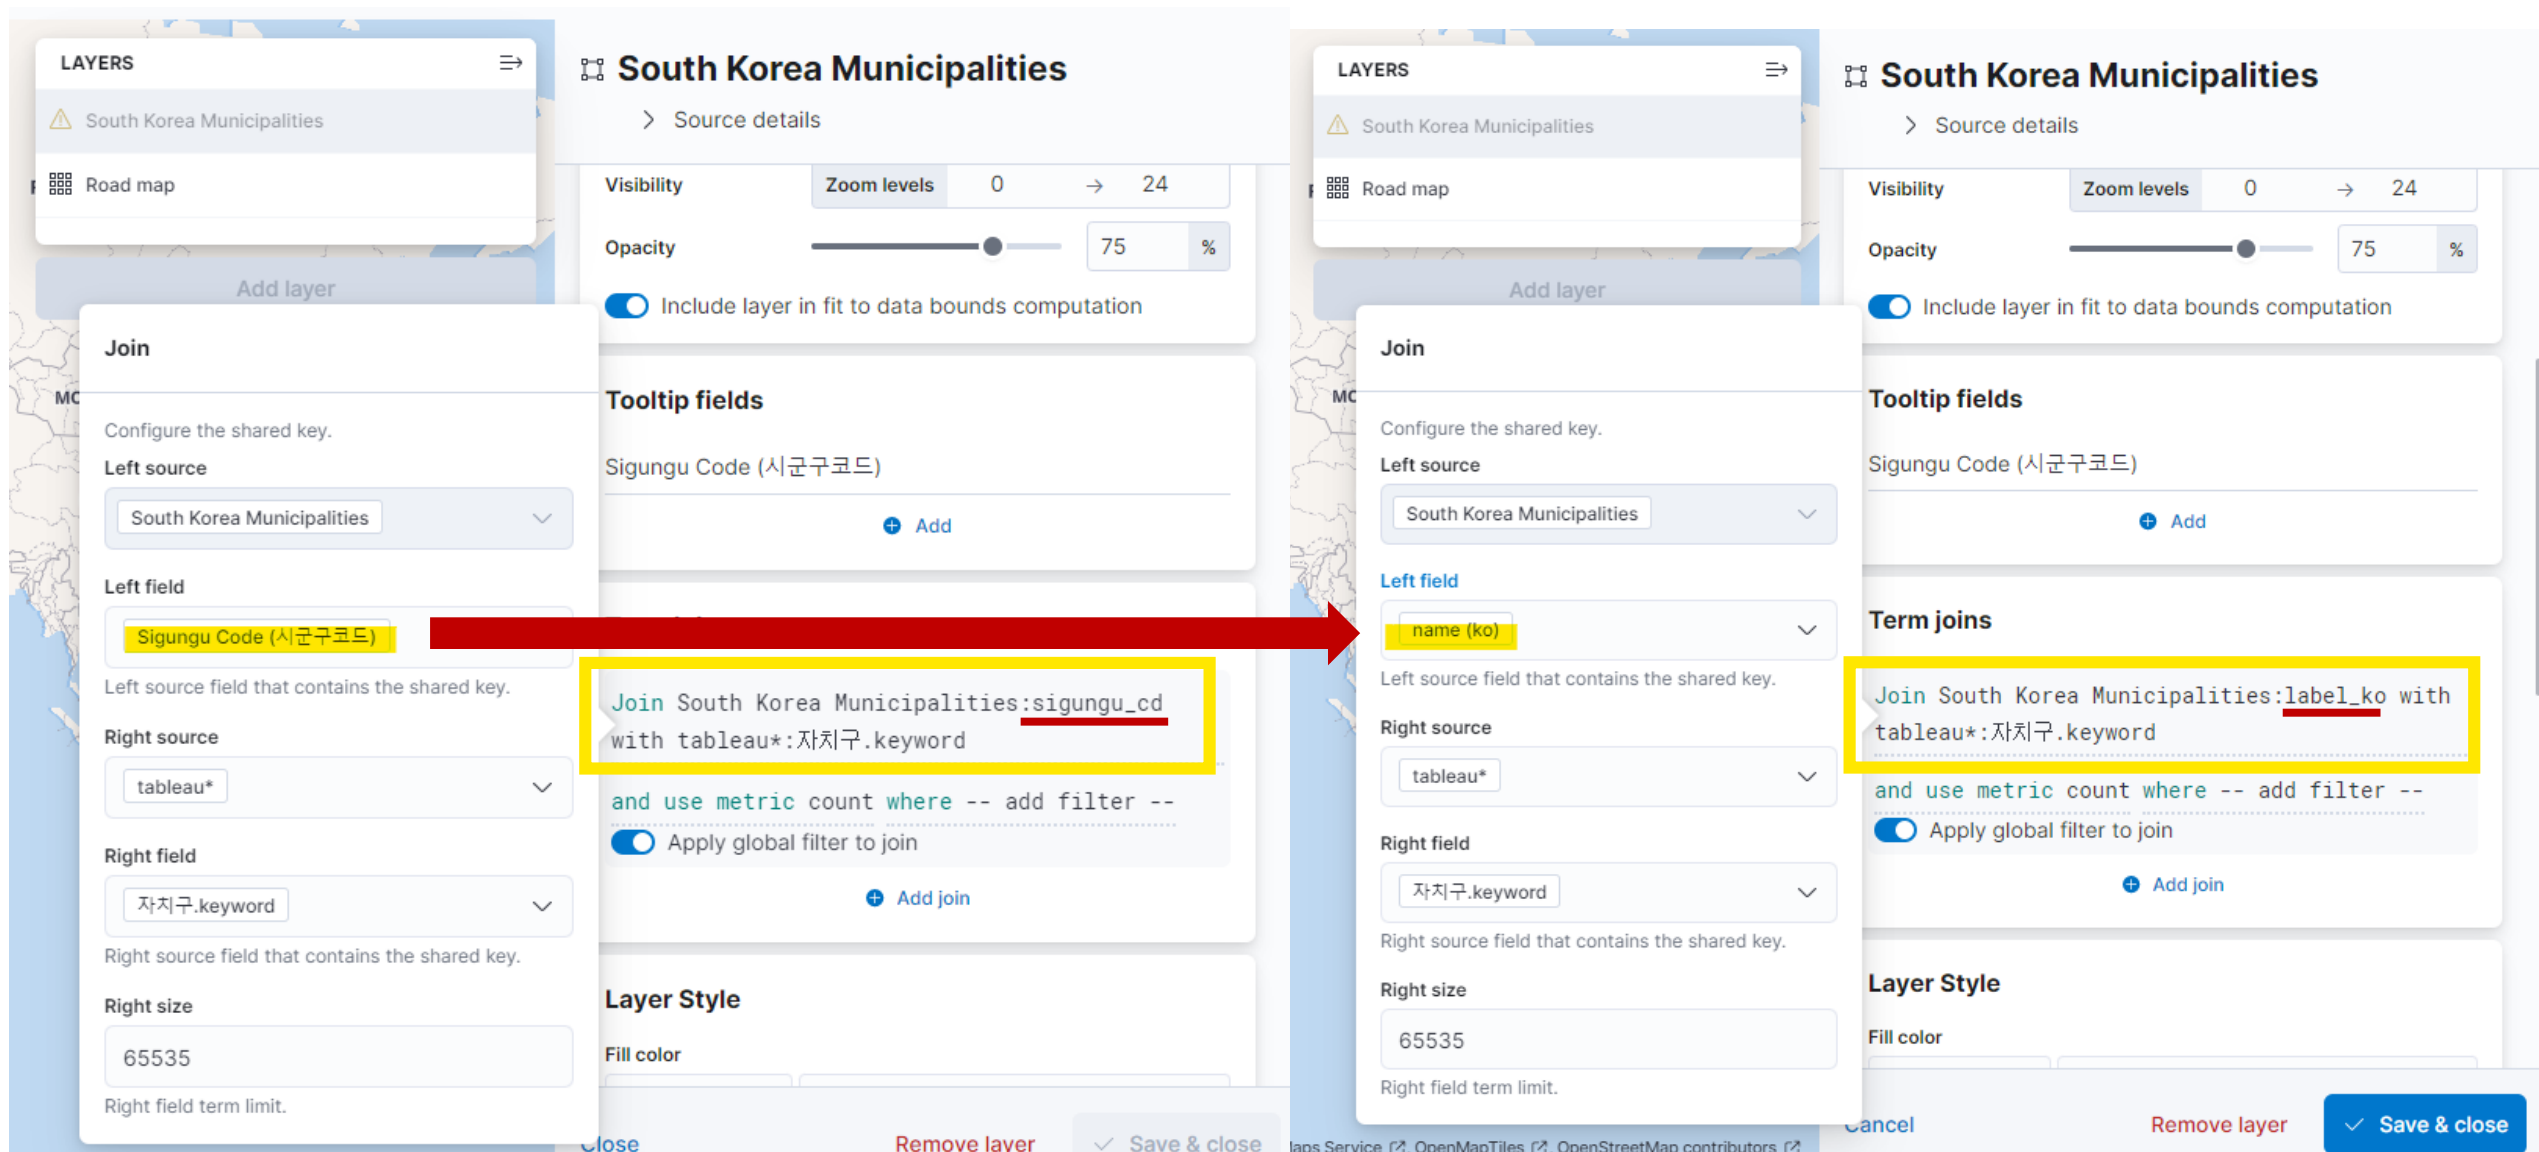 LAYERS
South Korea Municipalities
Road map
Add layer
Join
Configure the shared key.
Left source
South Korea Municipalities
Left field
Sigungu Code (시군구코드)
Left source field that contains the shared key.
Right source
tableau*
Right field
자치구.keyword
Right source field that contains the shared key.
Right size
65535
Right field term limit.
South Korea Municipalities
Source details
Visibility
Zoom levels 0 → 24
Opacity
75 %
Include layer in fit to data bounds computation
Tooltip fields
Sigungu Code (시군구코드)
Add
Join South Korea Municipalities:sigungu_cd
with tableau*:자치구.keyword
and use metric count where -- add filter --
Apply global filter to join
Add join
Layer Style
Fill color
Close
Remove layer
Save & close
LAYERS
South Korea Municipalities
Road map
Add layer
Join
Configure the shared key.
Left source
South Korea Municipalities
Left field
name (ko)
Left source field that contains the shared key.
Right source
tableau*
Right field
자치구.keyword
Right source field that contains the shared key.
Right size
65535
Right field term limit.
Maps Service, OpenMapTiles, OpenStreetMap contributors
South Korea Municipalities
Source details
Visibility
Zoom levels 0 → 24
Opacity
75 %
Include layer in fit to data bounds computation
Tooltip fields
Sigungu Code (시군구코드)
Add
Term joins
Join South Korea Municipalities:label_ko with
tableau*:자치구.keyword
and use metric count where -- add filter --
Apply global filter to join
Add join
Layer Style
Fill color
Cancel
Remove layer
Save & close